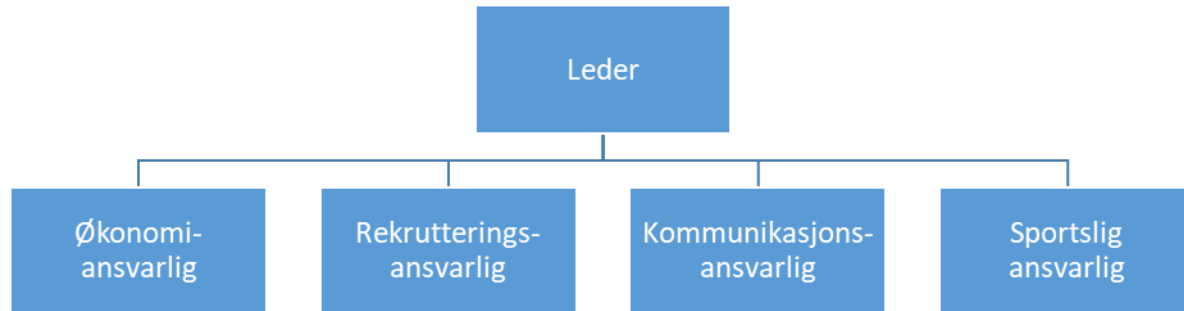 Leder
Økonomi-
ansvarlig
Rekrutterings-
ansvarlig
Kommunikasjons-
ansvarlig
Sportslig
ansvarlig